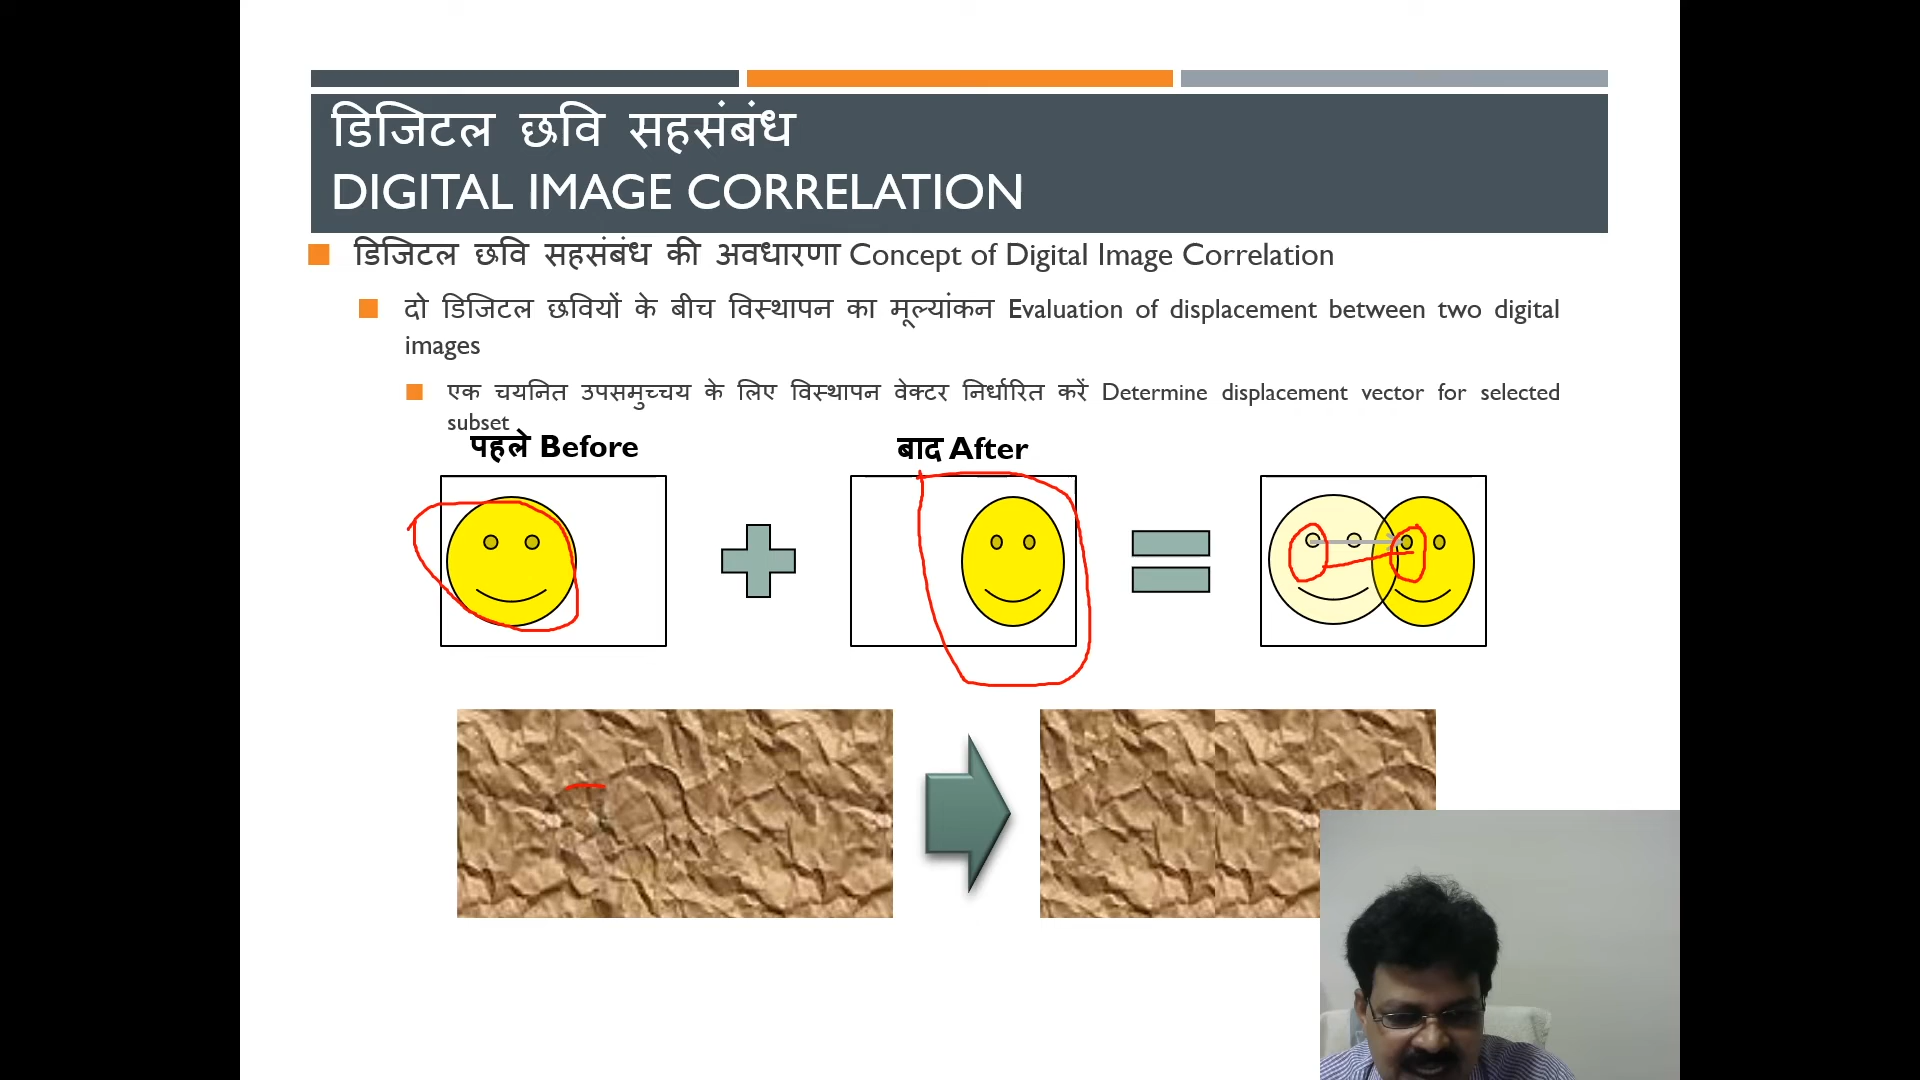 डिजिटल छवि सहसंबंध
DIGITAL IMAGE CORRELATION
डिजिटल छवि सहसंबंध की अवधारणा Concept of Digital Image Correlation
दो डिजिटल छवियों के बीच विस्थापन का मूल्यांकन Evaluation of displacement between two digital
images
एक चयनित उपसमुच्चय के लिए विस्थापन वेक्टर निर्धारित करें Determine displacement vector for selected
subset
पहले Before
बाद After